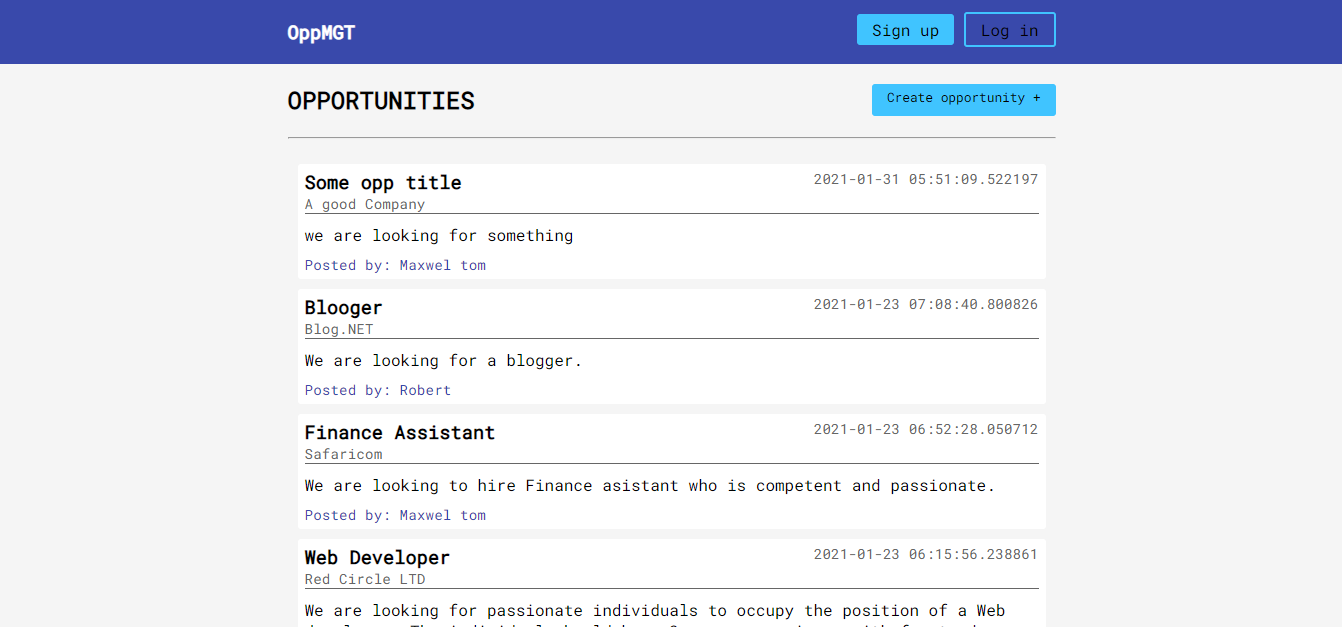 OppMGT
Sign up
Log in
OPPORTUNITIES
Create opportunity +
Some opp title
2021-01-31 05:51:09.522197
A good Company
we are looking for something
Posted by: Maxwel tom
Blooger
2021-01-23 07:08:40.800826
Blog.NET
We are looking for a blogger.
Posted by: Robert
Finance Assistant
2021-01-23 06:52:28.050712
Safaricom
We are looking to hire Finance asistant who is competent and passionate.
Posted by: Maxwel tom
Web Developer
2021-01-23 06:15:56.238861
Red Circle LTD
We are looking for passionate individuals to occupy the position of a Web